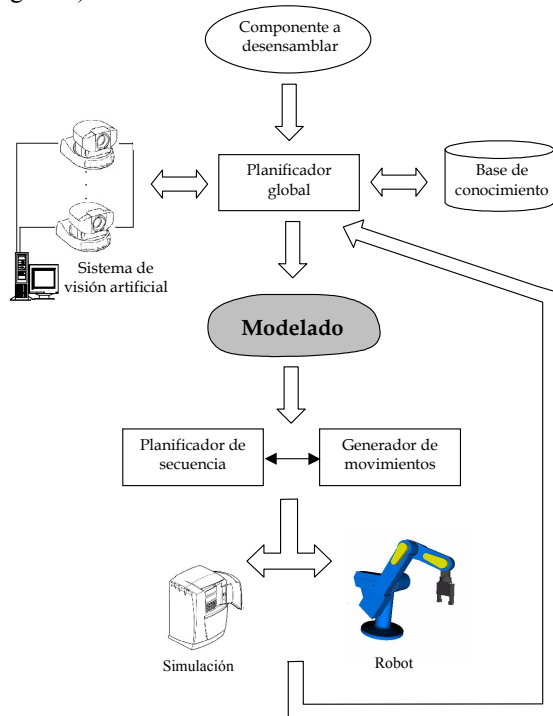 Componente a
desensamblar
Planificador
global
Base de
conocimiento
Sistema de
visión artificial
Modelado
Planificador de
secuencia
Generador de
movimientos
Simulación
Robot